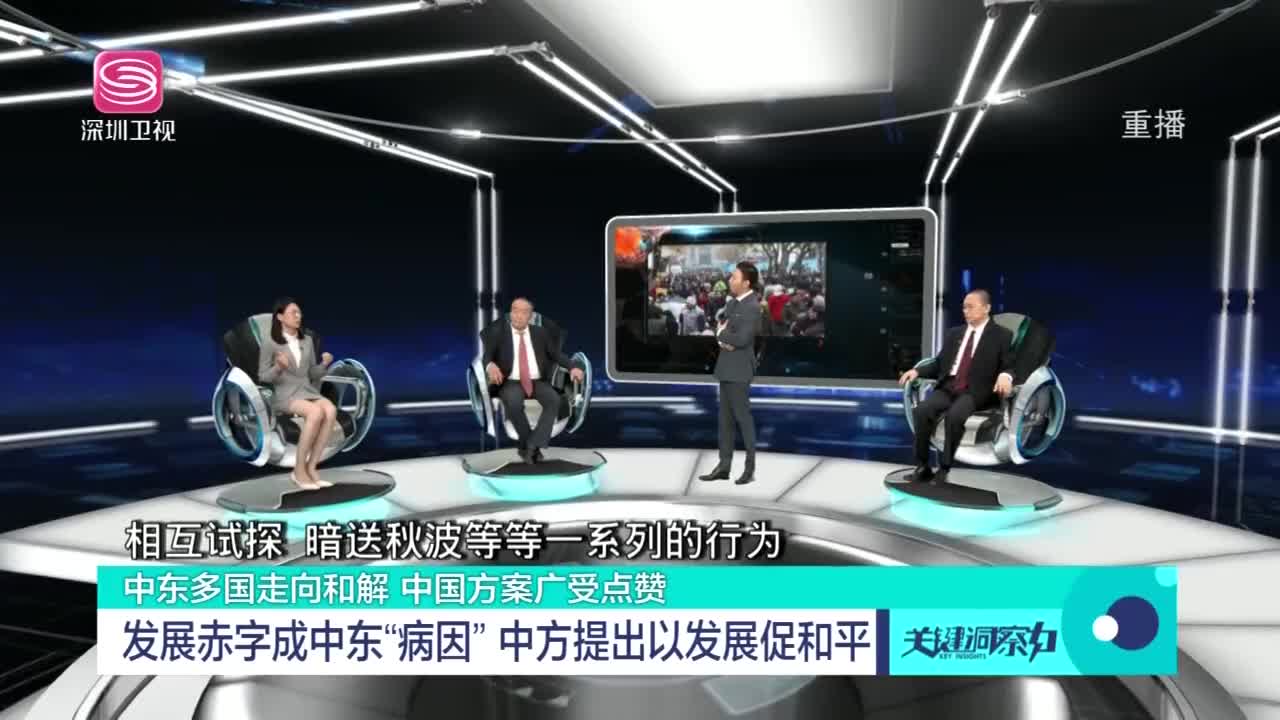 深圳卫视
重播
相互试探 暗送秋波等等一系列的行为
中东多国走向和解 中国方案广受点赞
发展赤字成中东“病因” 中方提出以发展促和平
关键洞察力
KEY INSIGHTS